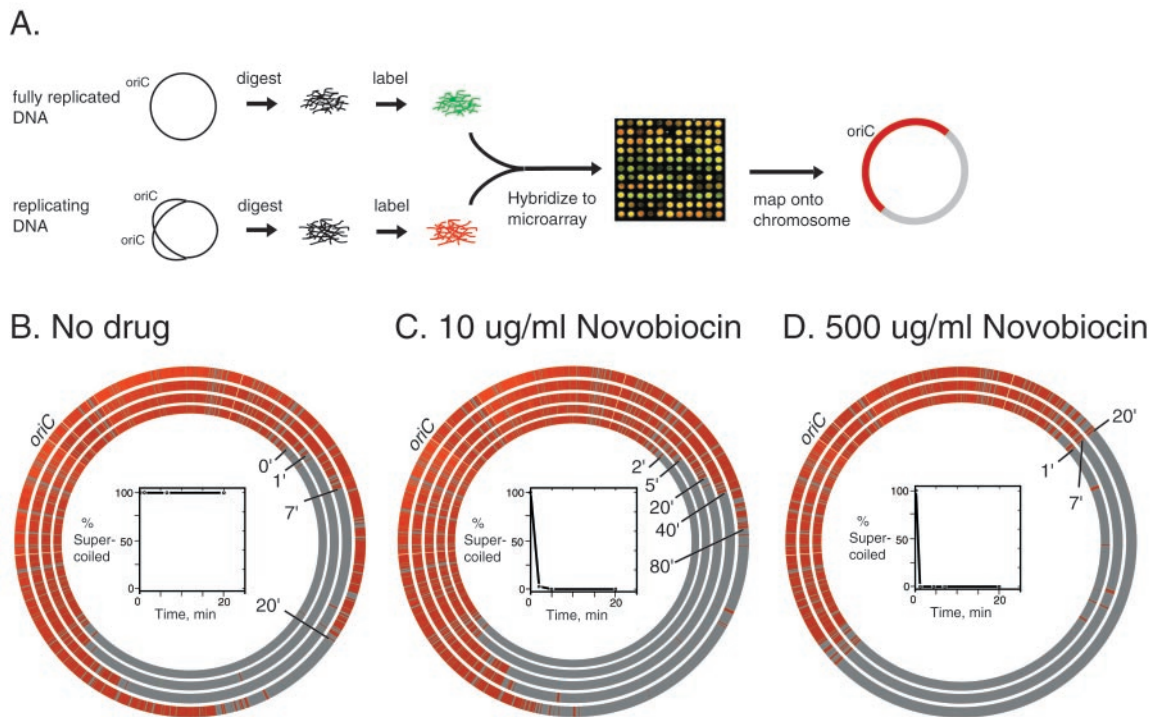 A.
oriC
fully replicated
DNA
digest
label
oriC
replicating
DNA
oriC
oriC
digest
label
Hybridize to
microarray
map onto
chromosome
B. No drug
oriC
0'
1'
7'
20'
100
50
0
%
Super-
coiled
20
Time, min
C. 10 ug/ml Novobiocin
oriC
2'
5'
20'
40'
80'
100
50
0
%
Super-
coiled
20
Time, min
D. 500 ug/ml Novobiocin
oriC
20'
1'
7'
100
50
0
%
Super-
coiled
20
Time, min